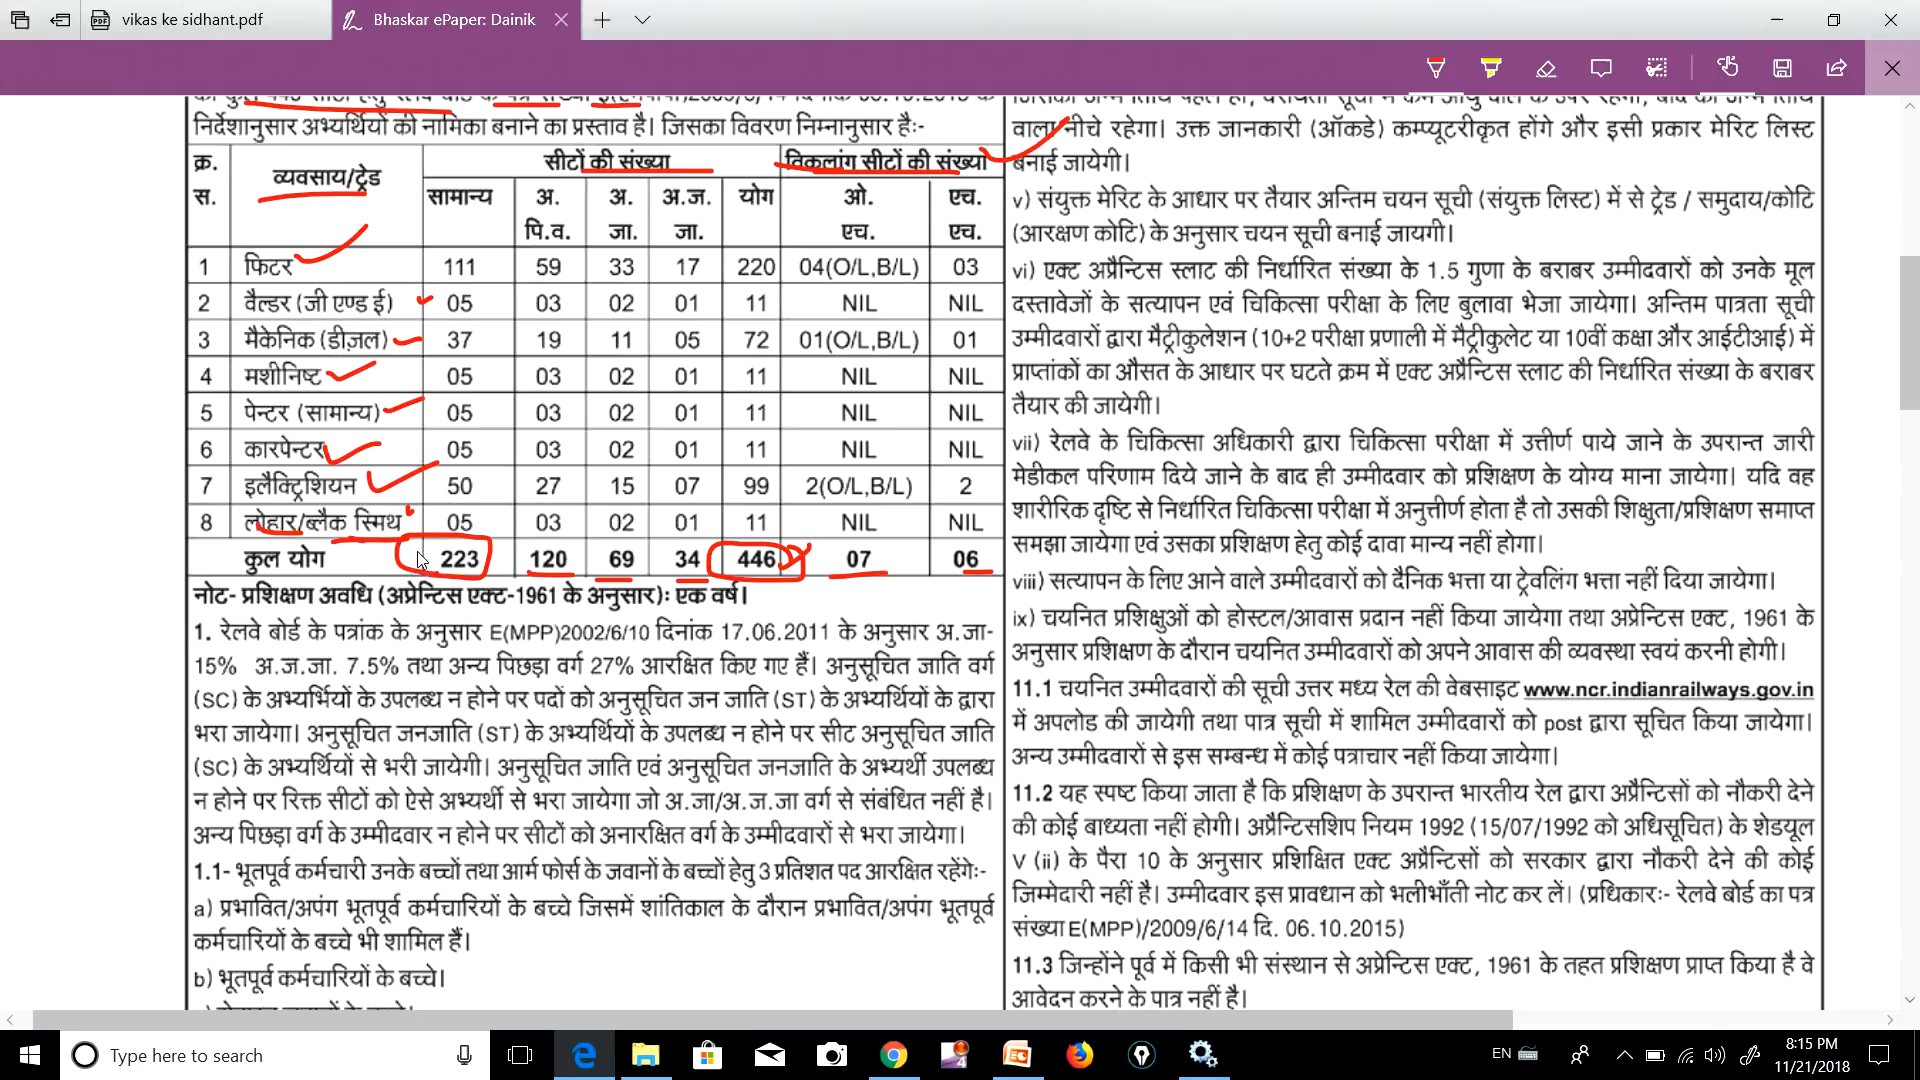 vikas ke sidhant.pdf
Bhaskar ePaper: Dainik
निर्देशानुसार अभ्यर्थियों की नामिका बनाने का प्रस्ताव है। जिसका विवरण निम्नानुसार हैः-
क्र. स. व्यवसाय/ट्रेड सीटों की संख्या विकलांग सीटों की संख्या
सामान्य अ. पि.व. अ. जा. अ.ज. जा. योग ओ. एच. एच. एच.
1 फिटर 111 59 33 17 220 04(O/L,B/L) 03
2 वैल्डर (जी एण्ड ई) 05 03 02 01 11 NIL NIL
3 मैकेनिक (डीज़ल) 37 19 11 05 72 01(O/L,B/L) 01
4 मशीनिष्ट 05 03 02 01 11 NIL NIL
5 पेन्टर (सामान्य) 05 03 02 01 11 NIL NIL
6 कारपेन्टर 05 03 02 01 11 NIL NIL
7 इलैक्ट्रिशियन 50 27 15 07 99 2(O/L,B/L) 2
8 लोहार/ब्लैक स्मिथ 05 03 02 01 11 NIL NIL
कुल योग 223 120 69 34 446 07 06
नोट- प्रशिक्षण अवधि (अप्रेन्टिस एक्ट-1961 के अनुसार)ः एक वर्ष।
1. रेलवे बोर्ड के पत्रांक के अनुसार E(MPP)2002/6/10 दिनांक 17.06.2011 के अनुसार अ.जा-
15% अ.ज.जा. 7.5% तथा अन्य पिछड़ा वर्ग 27% आरक्षित किए गए हैं। अनुसूचित जाति वर्ग
(SC) के अभ्यर्भियों के उपलब्ध न होने पर पदों को अनुसूचित जन जाति (ST) के अभ्यर्थियों के द्वारा
भरा जायेगा। अनुसूचित जनजाति (ST) के अभ्यर्थियों के उपलब्ध न होने पर सीट अनुसूचित जाति
(SC) के अभ्यर्थियों से भरी जायेगी। अनुसूचित जाति एवं अनुसूचित जनजाति के अभ्यर्थी उपलब्ध
न होने पर रिक्त सीटों को ऐसे अभ्यर्थी से भरा जायेगा जो अ.जा/अ.ज.जा वर्ग से संबंधित नहीं है।
अन्य पिछड़ा वर्ग के उम्मीदवार न होने पर सीटों को अनारक्षित वर्ग के उम्मीदवारों से भरा जायेगा।
1.1- भूतपूर्व कर्मचारी उनके बच्चों तथा आर्म फोर्स के जवानों के बच्चों हेतु 3 प्रतिशत पद आरक्षित रहेंगेः-
a) प्रभावित/अपंग भूतपूर्व कर्मचारियों के बच्चे जिसमें शांतिकाल के दौरान प्रभावित/अपंग भूतपूर्व
कर्मचारियों के बच्चे भी शामिल हैं।
b) भूतपूर्व कर्मचारियों के बच्चे।
वाला नीचे रहेगा। उक्त जानकारी (ऑकडे) कम्प्यूटरीकृत होंगे और इसी प्रकार मेरिट लिस्ट
बनाई जायेगी।
v) संयुक्त मेरिट के आधार पर तैयार अन्तिम चयन सूची (संयुक्त लिस्ट) में से ट्रेड / समुदाय/कोटि
(आरक्षण कोटि) के अनुसार चयन सूची बनाई जायगी।
vi) एक्ट अप्रैन्टिस स्लाट की निर्धारित संख्या के 1.5 गुणा के बराबर उम्मीदवारों को उनके मूल
दस्तावेजों के सत्यापन एवं चिकित्सा परीक्षा के लिए बुलावा भेजा जायेगा। अन्तिम पात्रता सूची
उम्मीदवारों द्वारा मैट्रीकुलेशन (10+2 परीक्षा प्रणाली में मैट्रीकुलेट या 10वीं कक्षा और आईटीआई) में
प्राप्तांकों का औसत के आधार पर घटते क्रम में एक्ट अप्रैन्टिस स्लाट की निर्धारित संख्या के बराबर
तैयार की जायेगी।
vii) रेलवे के चिकित्सा अधिकारी द्वारा चिकित्सा परीक्षा में उत्तीर्ण पाये जाने के उपरान्त जारी
मेडीकल परिणाम दिये जाने के बाद ही उम्मीदवार को प्रशिक्षण के योग्य माना जायेगा। यदि वह
शारीरिक दृष्टि से निर्धारित चिकित्सा परीक्षा में अनुत्तीर्ण होता है तो उसकी शिक्षुता/प्रशिक्षण समाप्त
समझा जायेगा एवं उसका प्रशिक्षण हेतु कोई दावा मान्य नहीं होगा।
viii) सत्यापन के लिए आने वाले उम्मीदवारों को दैनिक भत्ता या ट्रेवलिंग भत्ता नहीं दिया जायेगा।
ix) चयनित प्रशिक्षुओं को होस्टल/आवास प्रदान नहीं किया जायेगा तथा अप्रेन्टिस एक्ट, 1961 के
अनुसार प्रशिक्षण के दौरान चयनित उम्मीदवारों को अपने आवास की व्यवस्था स्वयं करनी होगी।
11.1 चयनित उम्मीदवारों की सूची उत्तर मध्य रेल की वेबसाइट www.ncr.indianrailways.gov.in
में अपलोड की जायेगी तथा पात्र सूची में शामिल उम्मीदवारों को post द्वारा सूचित किया जायेगा।
अन्य उम्मीदवारों से इस सम्बन्ध में कोई पत्राचार नहीं किया जायेगा।
11.2 यह स्पष्ट किया जाता है कि प्रशिक्षण के उपरान्त भारतीय रेल द्वारा अप्रैन्टिसों को नौकरी देने
की कोई बाध्यता नहीं होगी। अप्रैन्टिसशिप नियम 1992 (15/07/1992 को अधिसूचित) के शेडयूल
V (ii) के पैरा 10 के अनुसार प्रशिक्षित एक्ट अप्रैन्टिसों को सरकार द्वारा नौकरी देने की कोई
जिम्मेदारी नहीं है। उम्मीदवार इस प्रावधान को भलीभाँती नोट कर लें। (प्रधिकारः- रेलवे बोर्ड का पत्र
संख्या E(MPP)/2009/6/14 दि. 06.10.2015)
11.3 जिन्होंने पूर्व में किसी भी संस्थान से अप्रेन्टिस एक्ट, 1961 के तहत प्रशिक्षण प्राप्त किया है वे
आवेदन करने के पात्र नहीं है।
Type here to search
EN
8:15 PM
11/21/2018